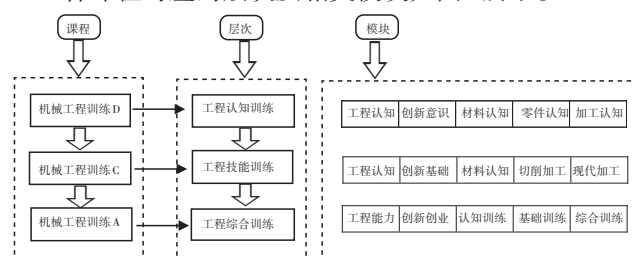 课程 层次 模块
机械工程训练D 工程认知训练 工程认知 创新意识 材料认知 零件认知 加工认知
机械工程训练C 工程技能训练 工程认知 创新基础 材料认知 切削加工 现代加工
机械工程训练A 工程综合训练 工程能力 创新创业 认知训练 基础训练 综合训练